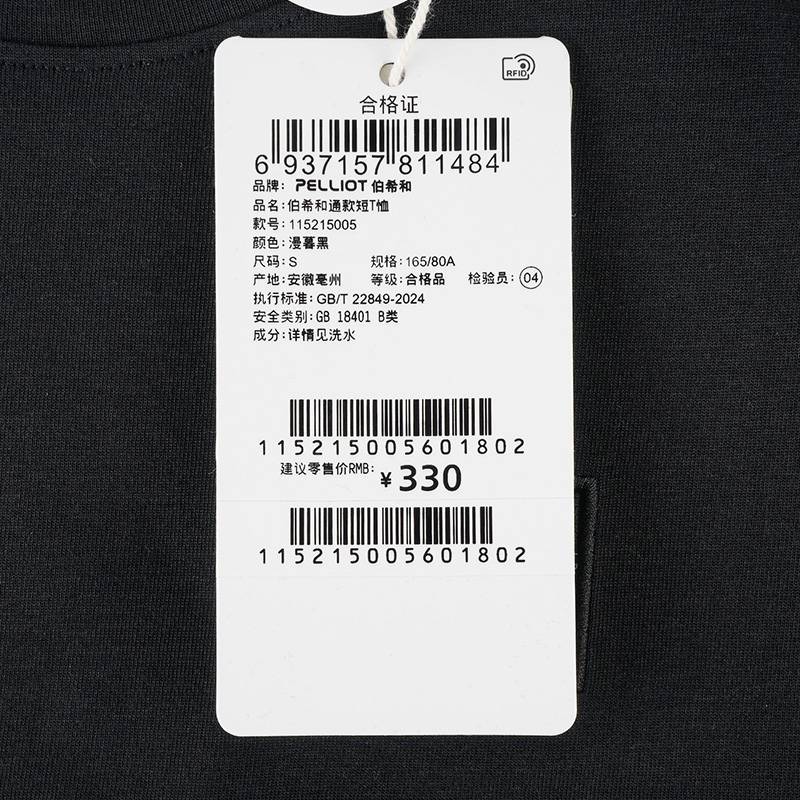 RFID
合格证
6 937157 811484
品牌: PELLIOT 伯希和
品名: 伯希和通款短T恤
款号: 115215005
颜色: 漫暮黑
尺码: S 规格: 165/80A
产地: 安徽亳州 等级: 合格品 检验员: 04
执行标准: GB/T 22849-2024
安全类别: GB 18401 B类
成分: 详情见洗水
115215005601802
建议零售价RMB: ¥ 330
115215005601802